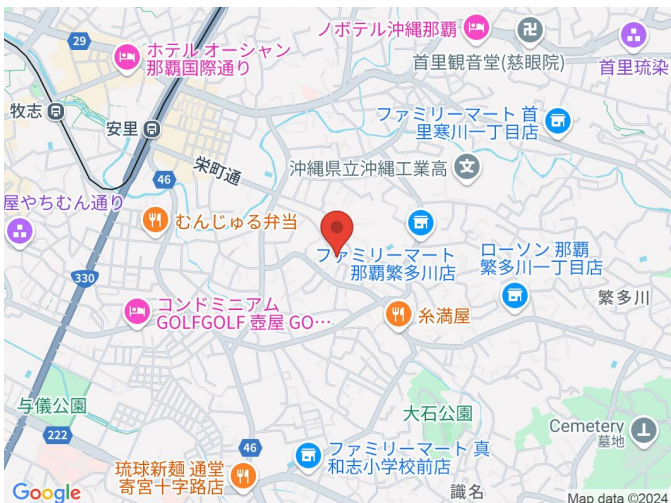 29
ホテル オーシャン
那覇国際通り
ノボテル沖縄那覇
首里観音堂(慈眼院)
首里琉染
牧志
安里
ファミリーマート 首
里寒川一丁目店
46
栄町通
沖縄県立沖縄工業高
屋やちむん通り
むんじゅる弁当
ファミリーマート
那覇繁多川店
ローソン 那覇
繁多川一丁目店
330
繁多川
コンドミニアム
GOLFGOLF 壺屋 GO…
糸満屋
与儀公園
大石公園
222
46
Cemetery
墓地
ファミリーマート 真
和志小学校前店
琉球新麺 通堂
寄宮十字路店
識名
Google
Map data ©2024